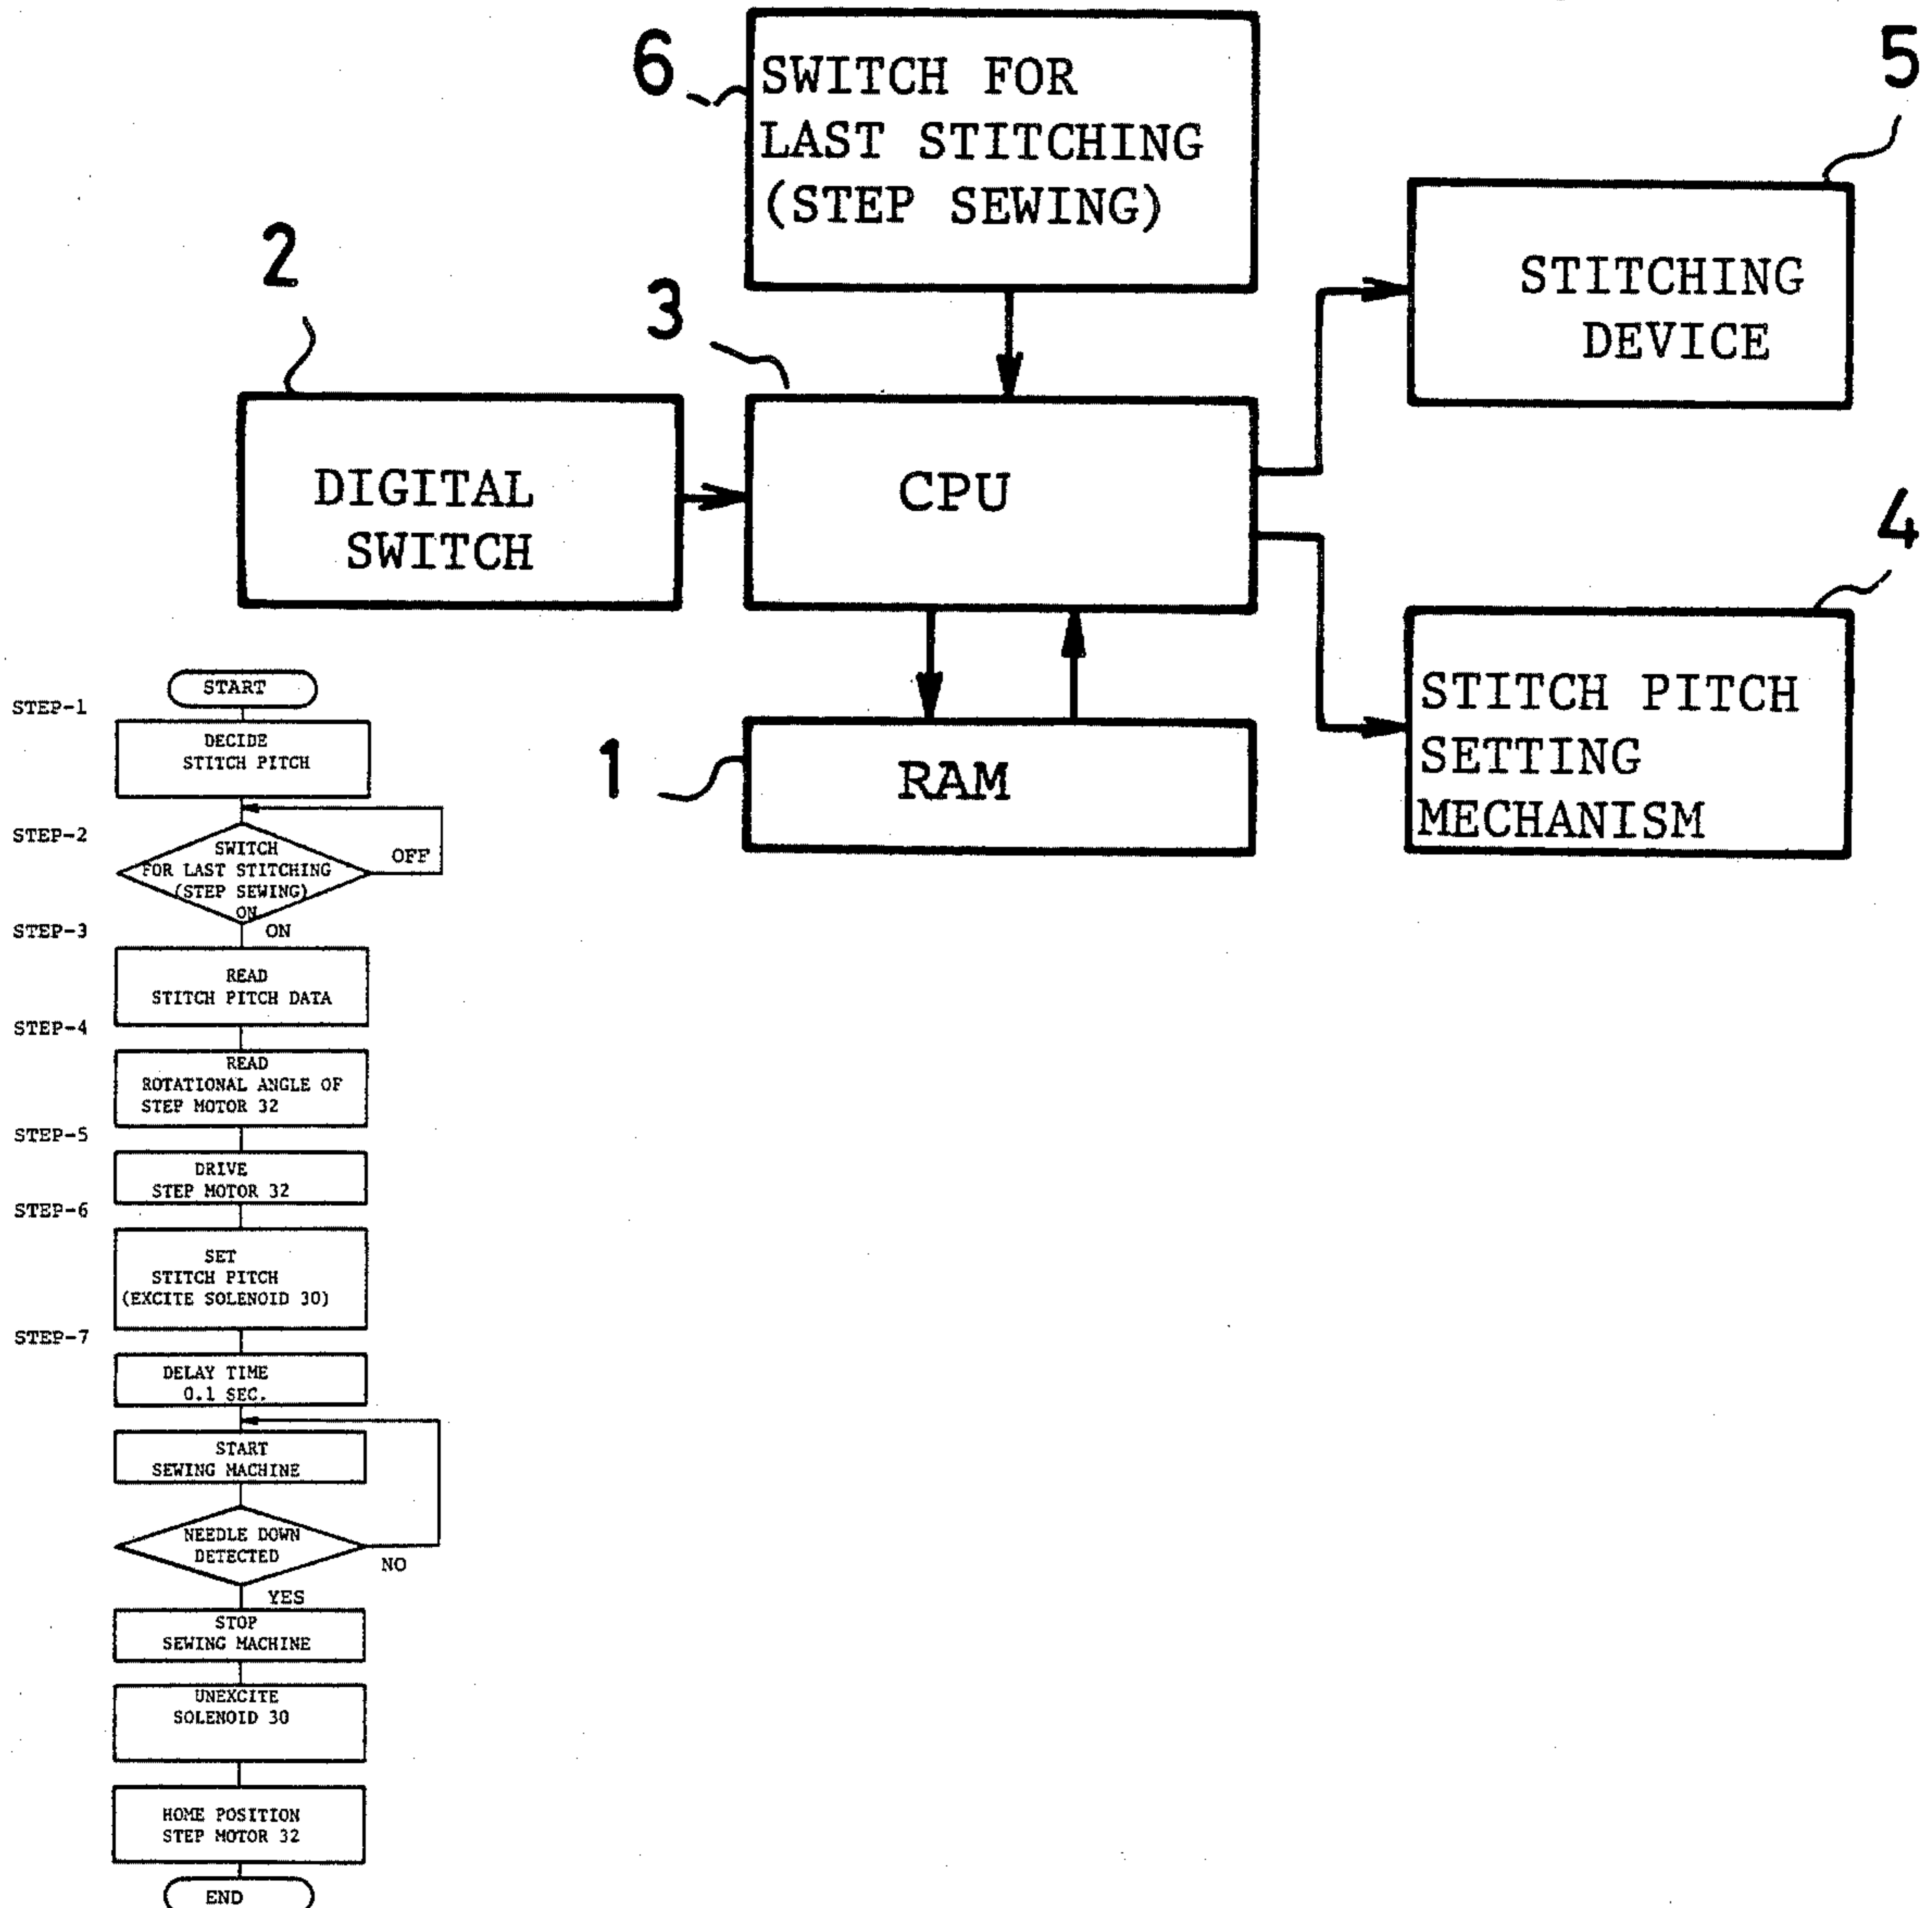 6
SWITCH FOR
LAST STITCHING
(STEP SEWING)
5
STITCHING
DEVICE
2
DIGITAL
SWITCH
3
CPU
4
STITCH PITCH
SETTING
MECHANISM
1
RAM
START
STEP-1
DECIDE
STITCH PITCH
STEP-2
SWITCH
FOR LAST STITCHING
(STEP SEWING)
ON
OFF
ON
STEP-3
READ
STITCH PITCH DATA
STEP-4
READ
ROTATIONAL ANGLE OF
STEP MOTOR 32
STEP-5
DRIVE
STEP MOTOR 32
STEP-6
SET
STITCH PITCH
(EXCITE SOLENOID 30)
STEP-7
DELAY TIME
0.1 SEC.
START
SEWING MACHINE
NEEDLE DOWN
DETECTED
NO
YES
STOP
SEWING MACHINE
UNEXCITE
SOLENOID 30
HOME POSITION
STEP MOTOR 32
END